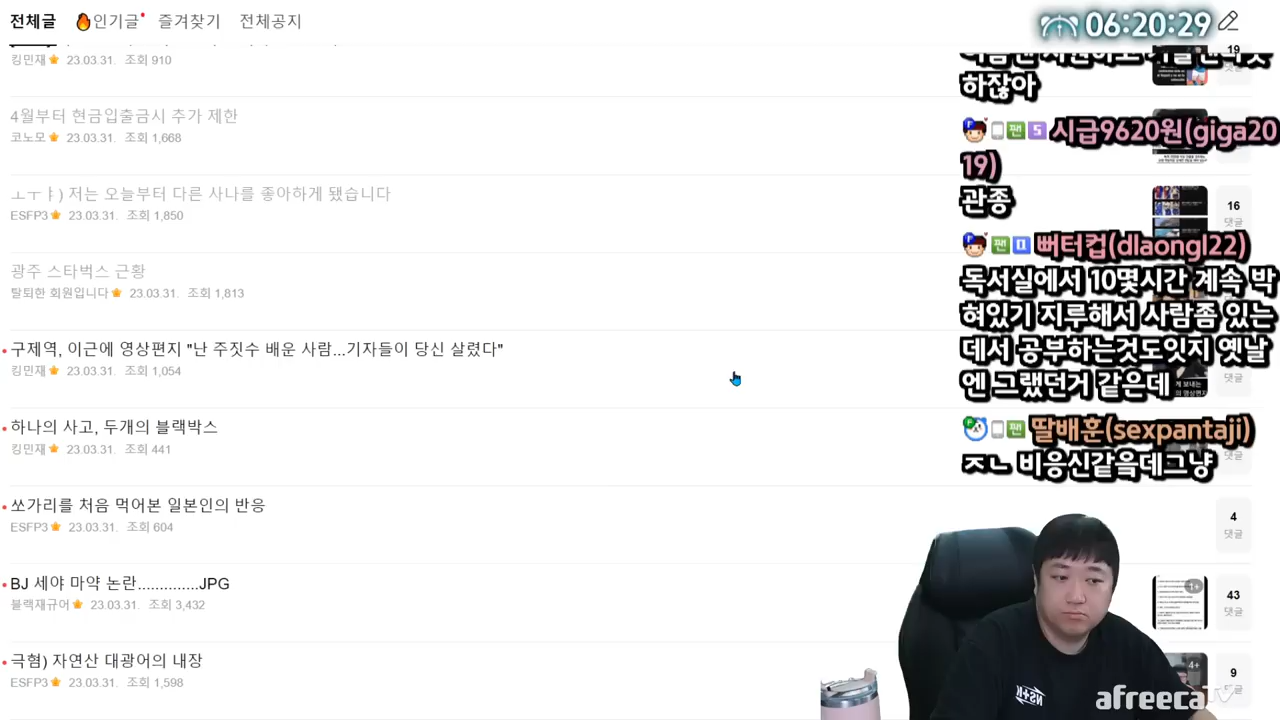 전체글 🔥인기글 즐겨찾기 전체공지
06:20:29
킹민재 23.03.31. 조회 910
19
하잖아
4월부터 현금입출금시 추가 제한
코노모 23.03.31. 조회 1,668
ㅗㅜㅑ) 저는 오늘부터 다른 사나를 좋아하게 됐습니다
ESFP3 23.03.31. 조회 1,850
16
댓글
광주 스타벅스 근황
탈퇴한 회원입니다 23.03.31. 조회 1,813
구제역, 이근에 영상편지 "난 주짓수 배운 사람...기자들이 당신 살렸다"
킹민재 23.03.31. 조회 1,054
댓글
하나의 사고, 두개의 블랙박스
킹민재 23.03.31. 조회 441
댓글
쏘가리를 처음 먹어본 일본인의 반응
ESFP3 23.03.31. 조회 604
4
댓글
BJ 세야 마약 논란..............JPG
블랙재규어 23.03.31. 조회 3,432
1+
43
댓글
극혐) 자연산 대광어의 내장
ESFP3 23.03.31. 조회 1,598
4+
9
시급9620원(giga20
19)
관종
뻐터컵(dlaongl22)
독서실에서 10몇시간 계속 박
혀있기 지루해서 사람좀 있는
데서 공부하는것도잇지 옛날
엔 그랬던거 같은데
딸배훈(sexpantaji)
ㅈㄴ 비응신같을데그냥
afreecaTV